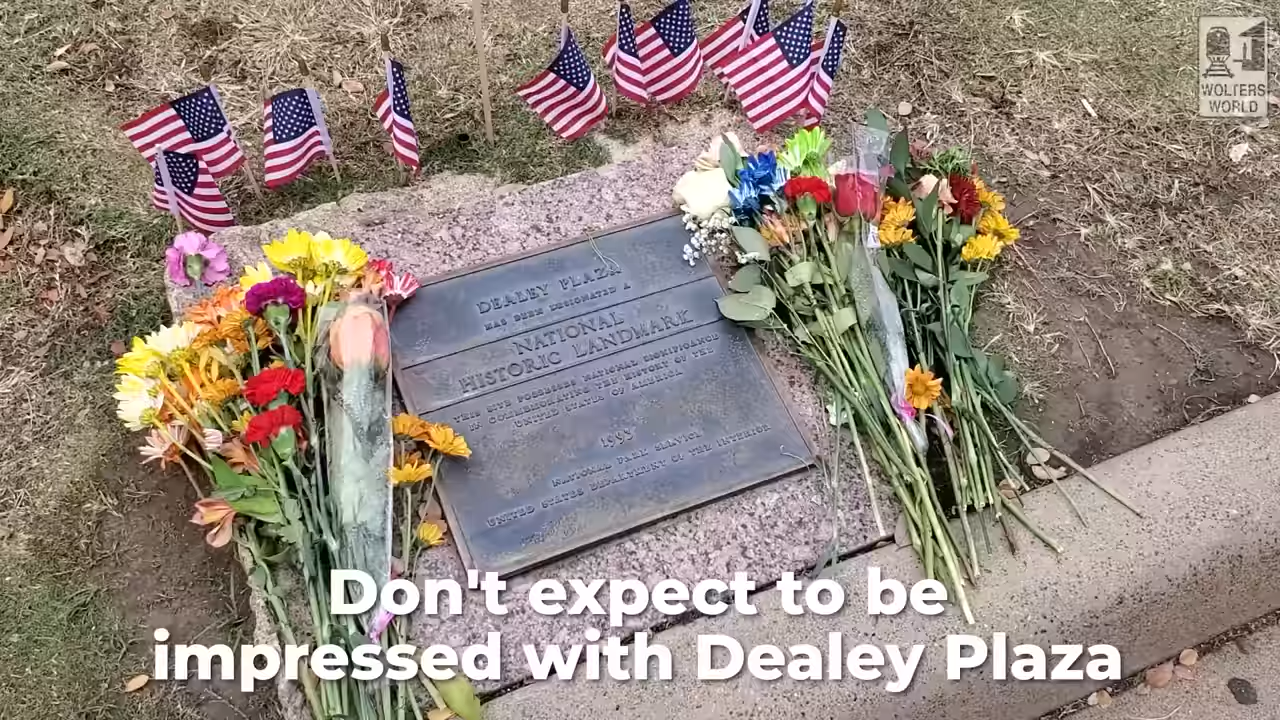 WOLTERS
WORLD
DEALEY PLAZA
HAS BEEN DESIGNATED A
NATIONAL
HISTORIC LANDMARK
THIS SITE POSSESSES NATIONAL SIGNIFICANCE
IN COMMEMORATING THE HISTORY OF THE
UNITED STATES OF AMERICA
1993
NATIONAL PARK SERVICE
UNITED STATES DEPARTMENT OF THE INTERIOR
Don't expect to be
impressed with Dealey Plaza